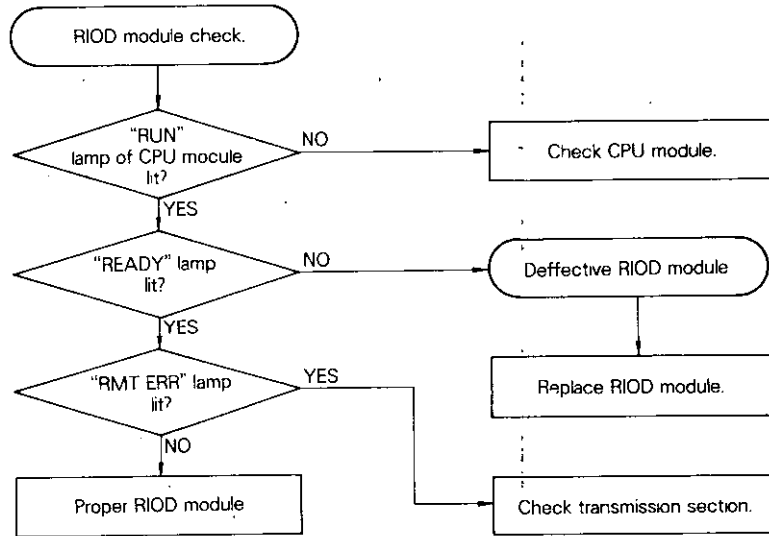 RIOD module check.
"RUN"
lamp of CPU mocule
lit?
NO
Check CPU module.
YES
"READY" lamp
lit?
NO
Deffective RIOD module
YES
Replace RIOD module.
"RMT ERR" lamp
lit?
YES
NO
Proper RIOD module
Check transmission section.